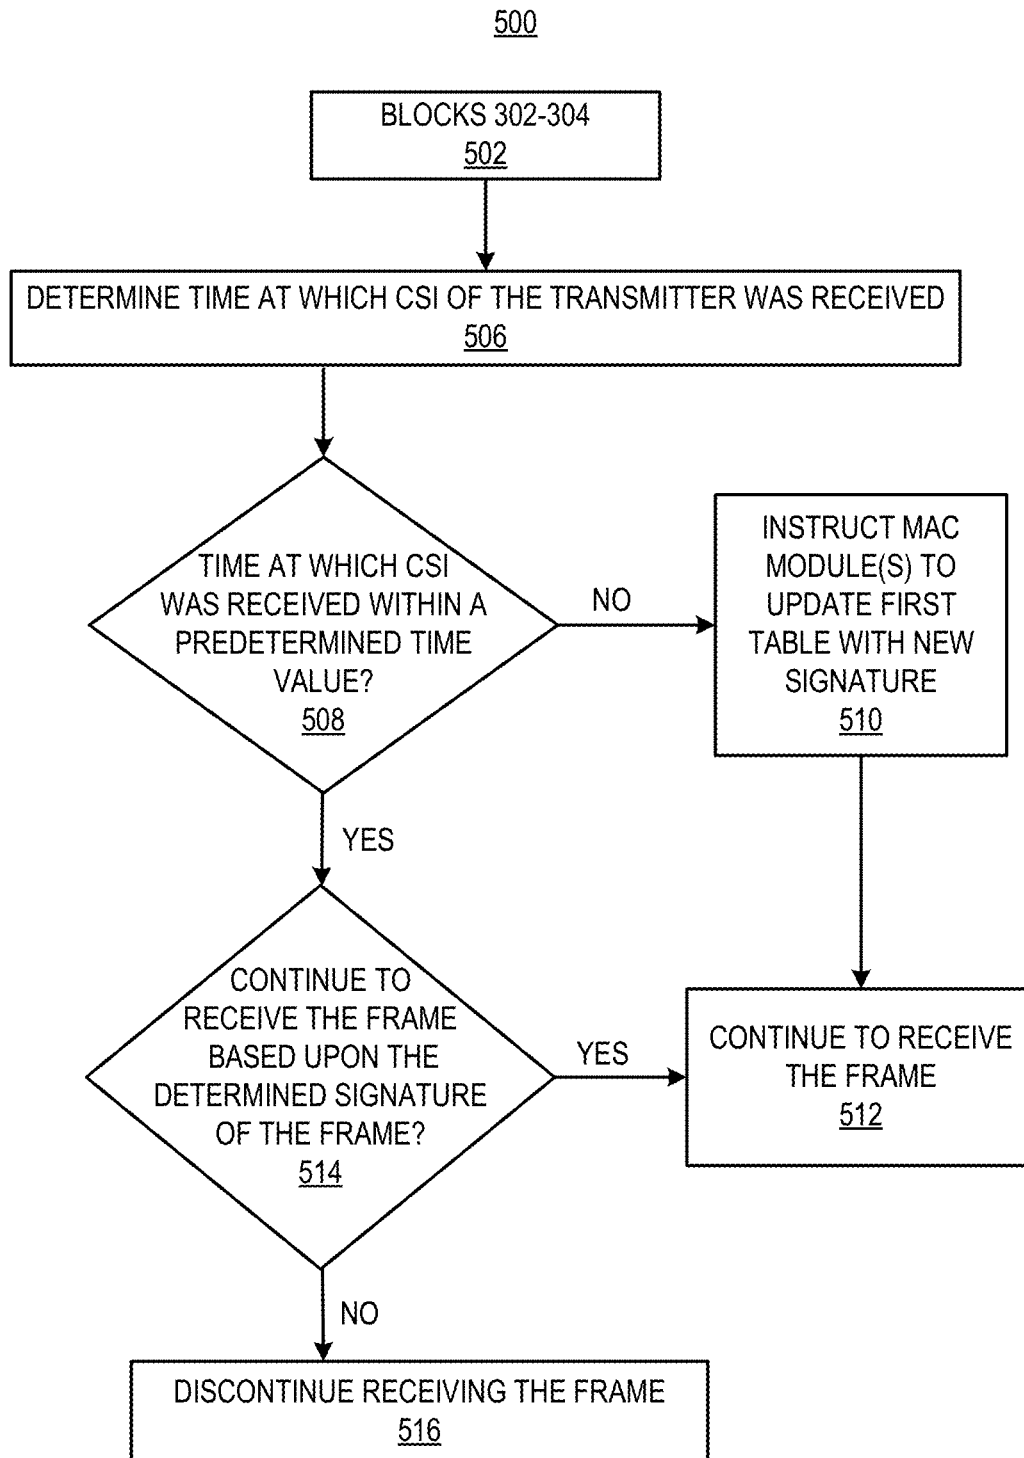 500
BLOCKS 302-304
502
DETERMINE TIME AT WHICH CSI OF THE TRANSMITTER WAS RECEIVED
506
TIME AT WHICH CSI
WAS RECEIVED WITHIN A
PREDETERMINED TIME
VALUE?
508
NO
INSTRUCT MAC
MODULE(S) TO
UPDATE FIRST
TABLE WITH NEW
SIGNATURE
510
YES
CONTINUE TO
RECEIVE THE FRAME
BASED UPON THE
DETERMINED SIGNATURE
OF THE FRAME?
514
YES
CONTINUE TO RECEIVE
THE FRAME
512
NO
DISCONTINUE RECEIVING THE FRAME
516